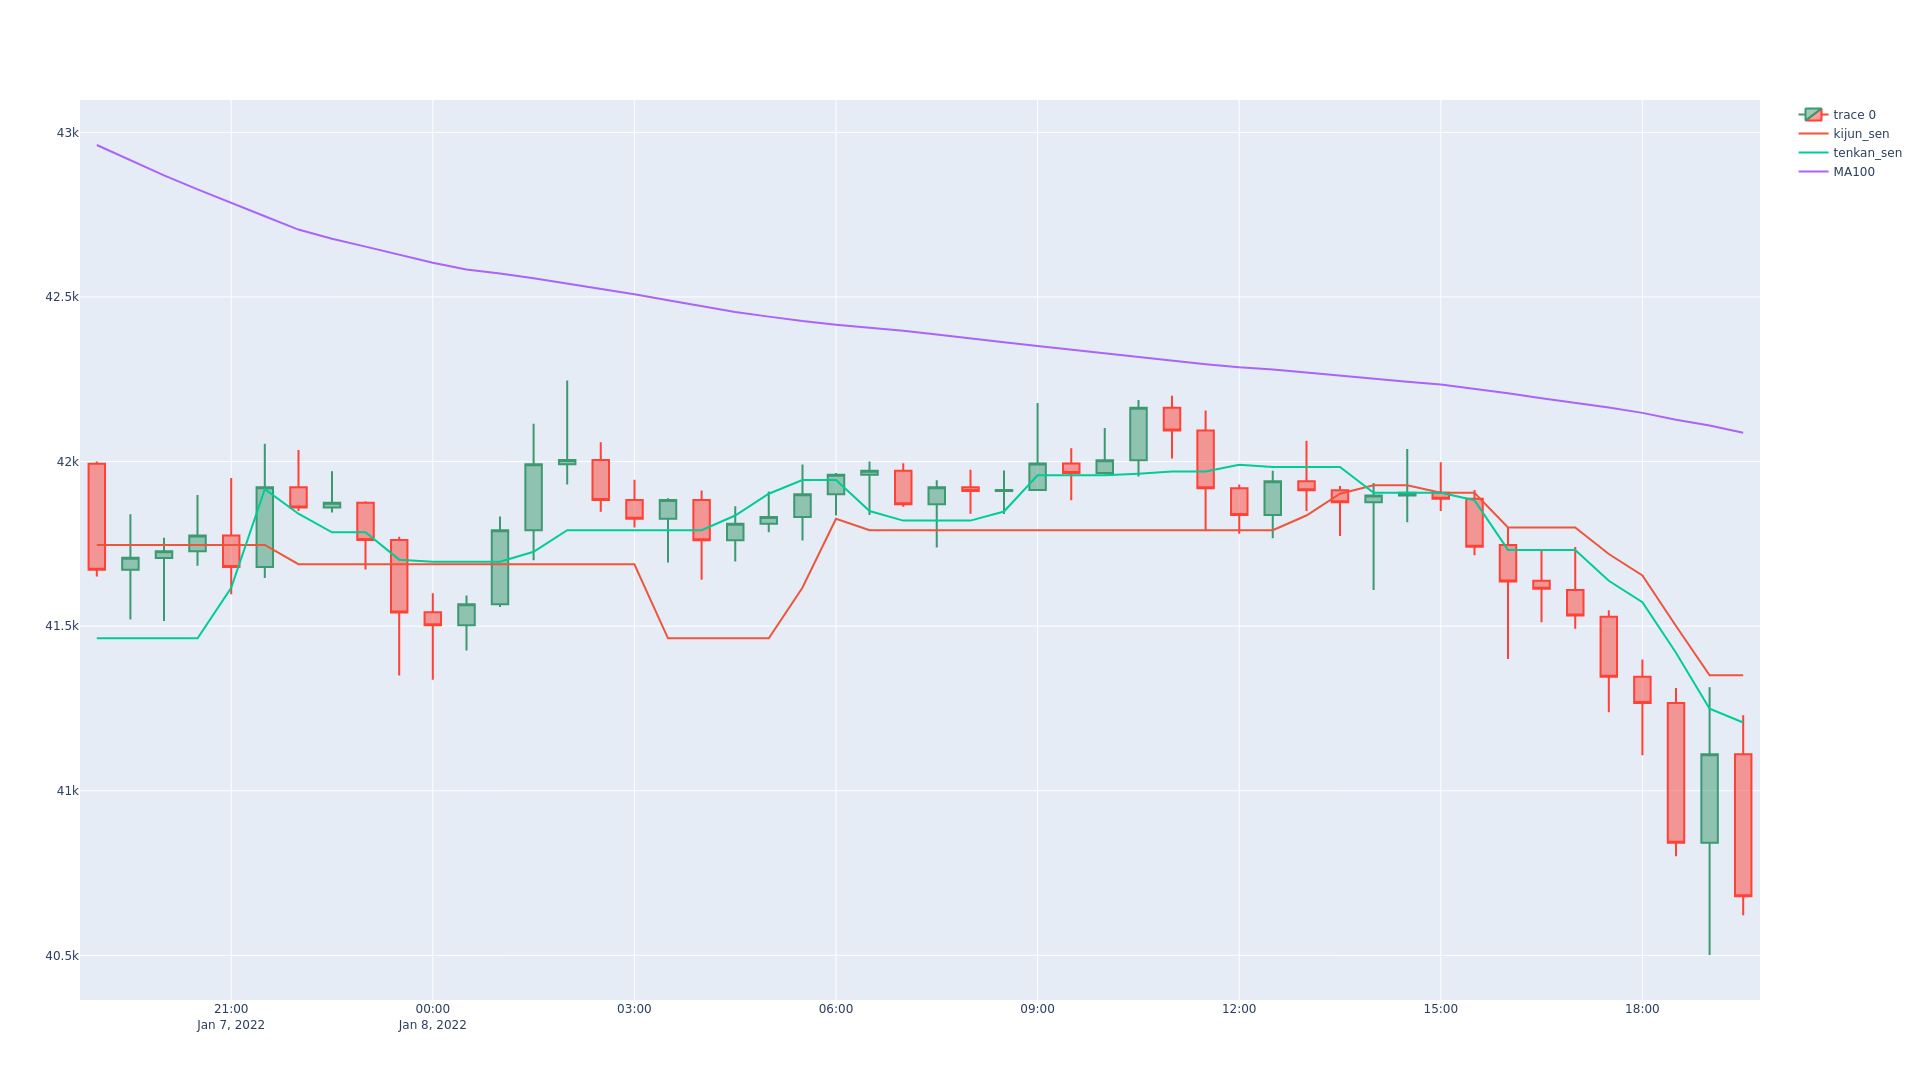 43k
42.5k
42k
41.5k
41k
40.5k
21:00
Jan 7, 2022
00:00
Jan 8, 2022
03:00
06:00
09:00
12:00
15:00
18:00
trace 0
kijun_sen
tenkan_sen
MA100